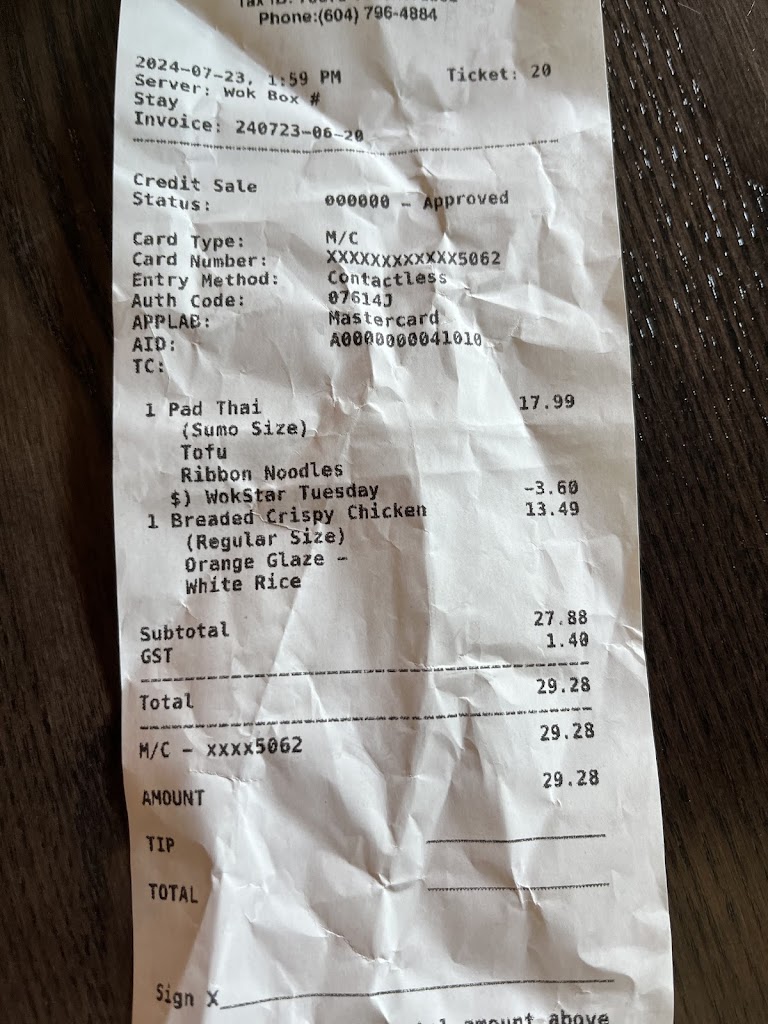 Phone:(604) 796-4884
2024-07-23, 1:59 PM Ticket: 20
Server: Wok Box #
Stay
Invoice: 240723-06-20
Credit Sale
Status: 000000 - Approved
Card Type: M/C
Card Number: XXXXXXXXXXXX5062
Entry Method: Contactless
Auth Code: 07614J
APPLAB: Mastercard
AID: A0000000041010
TC:
1 Pad Thai 17.99
(Sumo Size)
Tofu
Ribbon Noodles
$) WokStar Tuesday -3.60
1 Breaded Crispy Chicken 13.49
(Regular Size)
Orange Glaze -
White Rice
Subtotal 27.88
GST 1.40
Total 29.28
M/C - xxxx5062 29.28
AMOUNT 29.28
TIP
TOTAL
Sign X
amount above